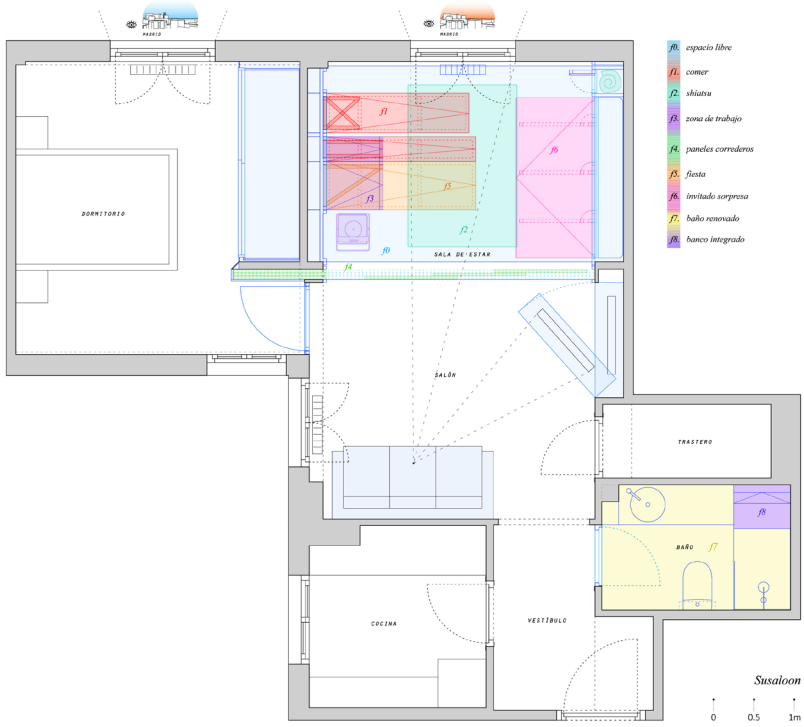 MADRID
MADRID
f0. espacio libre
f1. comer
f2. shiatsu
f3. zona de trabajo
f4. paneles correderos
f5. fiesta
f6. invitado sorpresa
f7. baño renovado
f8. banco integrado
f1
f6
f5
f3
f2
f0
SALA DE ESTAR
f4
DORMITORIO
SALÓN
TRASTERO
f8
BAÑO
f7
COCINA
VESTÍBULO
Susaloon
0 0.5 1m